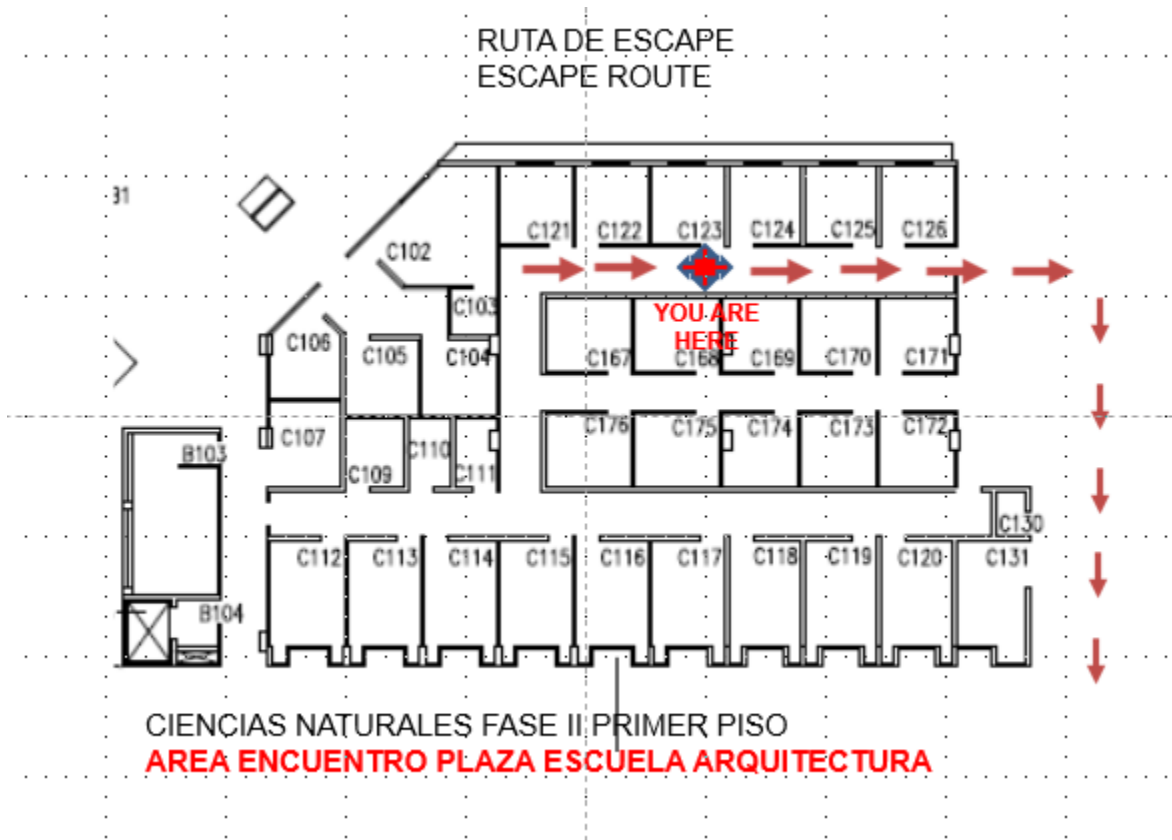 RUTA DE ESCAPE
ESCAPE ROUTE
C121 C122 C123 C124 C125 C126
C102
C103
YOU ARE
HERE
C106 C105 C104 C167 C168 C169 C170 C171
C107 C109 C110 C111 C176 C175 C174 C173 C172
B103
C130
C112 C113 C114 C115 C116 C117 C118 C119 C120 C131
B104
CIENCIAS NATURALES FASE II PRIMER PISO
AREA ENCUENTRO PLAZA ESCUELA ARQUITECTURA